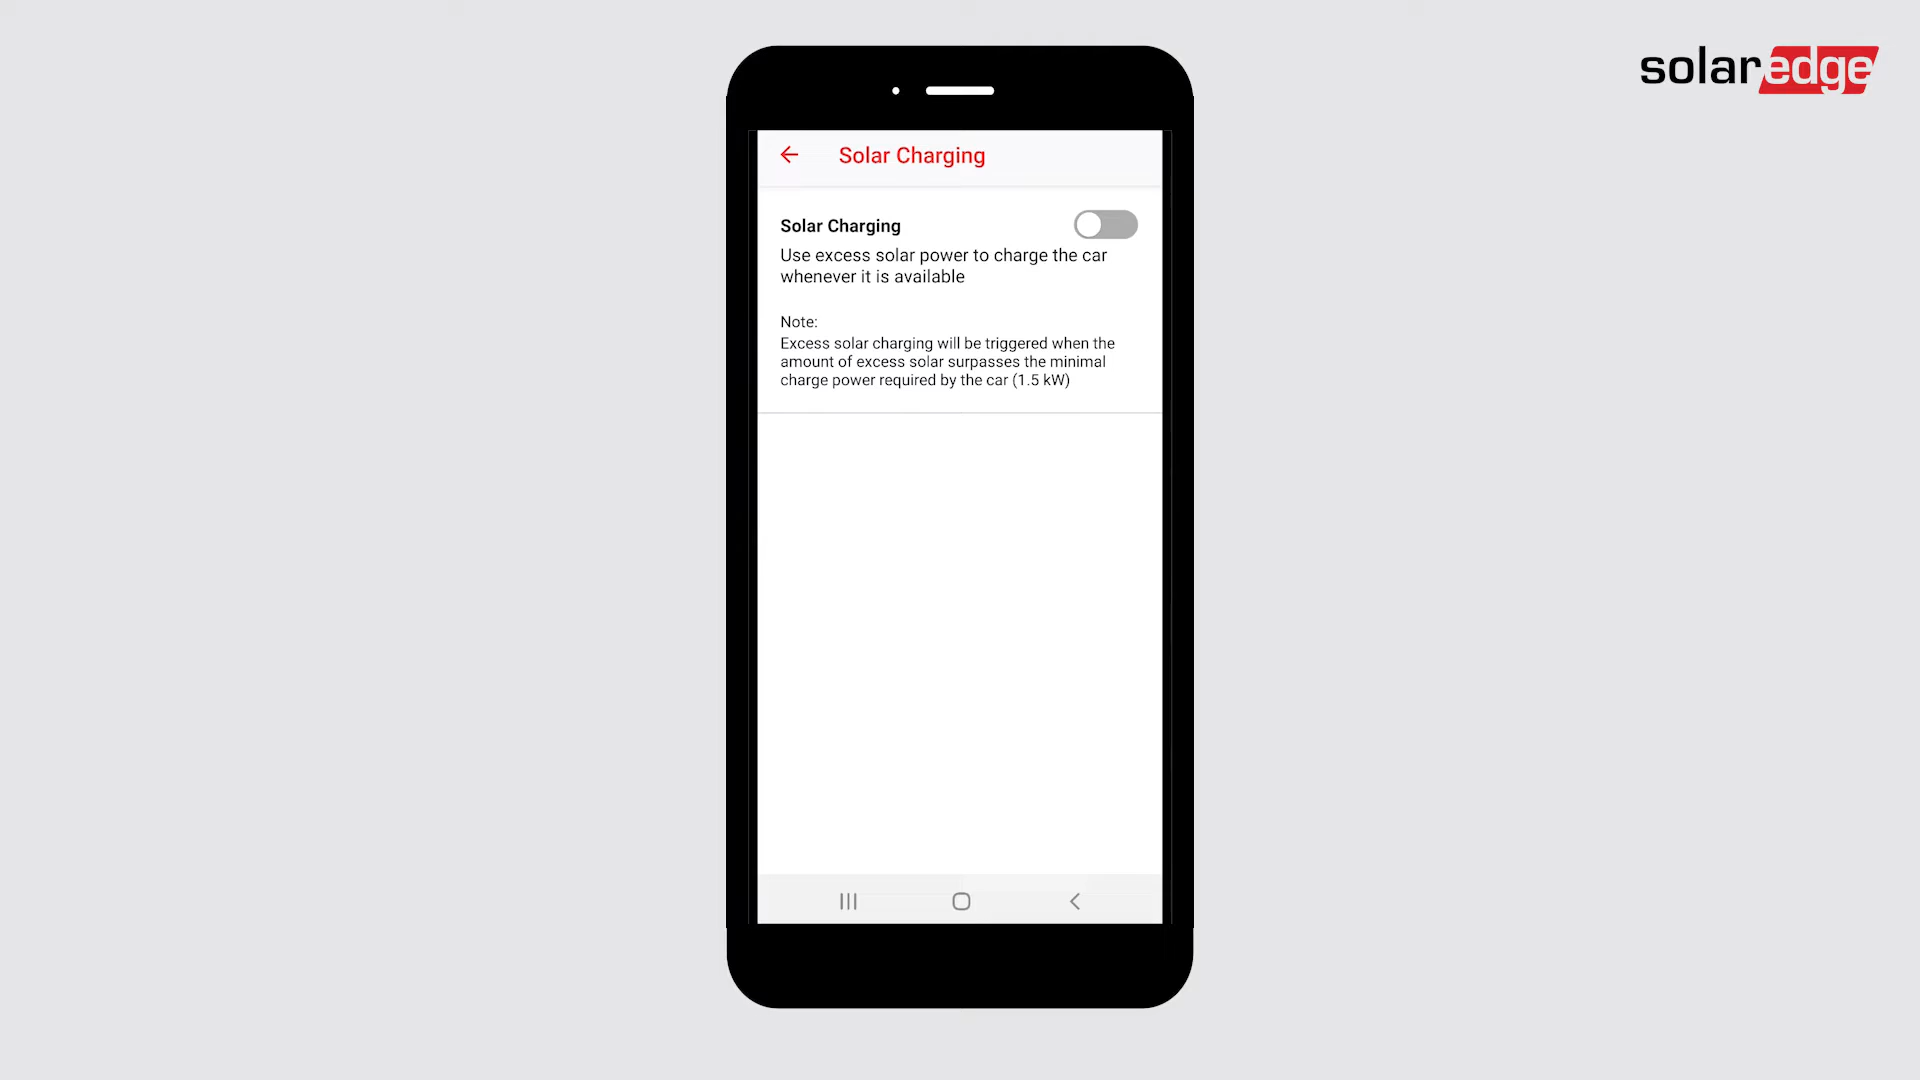 solaredge
Solar Charging
Solar Charging
Use excess solar power to charge the car
whenever it is available
Note:
Excess solar charging will be triggered when the
amount of excess solar surpasses the minimal
charge power required by the car (1.5 kW)